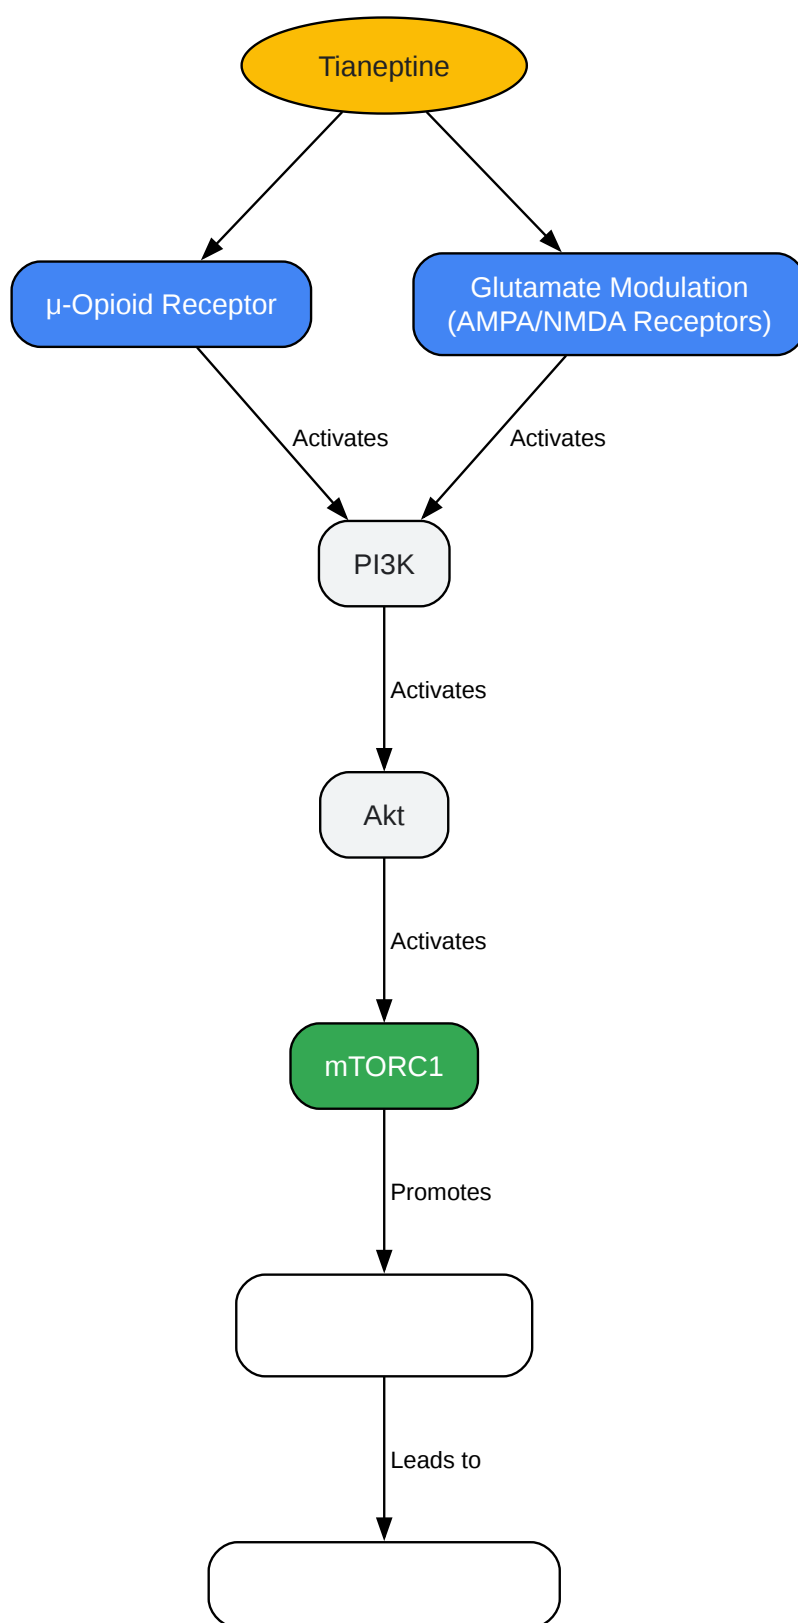 Tianeptine
μ-Opioid Receptor
Glutamate Modulation
(AMPA/NMDA Receptors)
Activates
Activates
PI3K
Activates
Akt
Activates
mTORC1
Promotes
Leads to